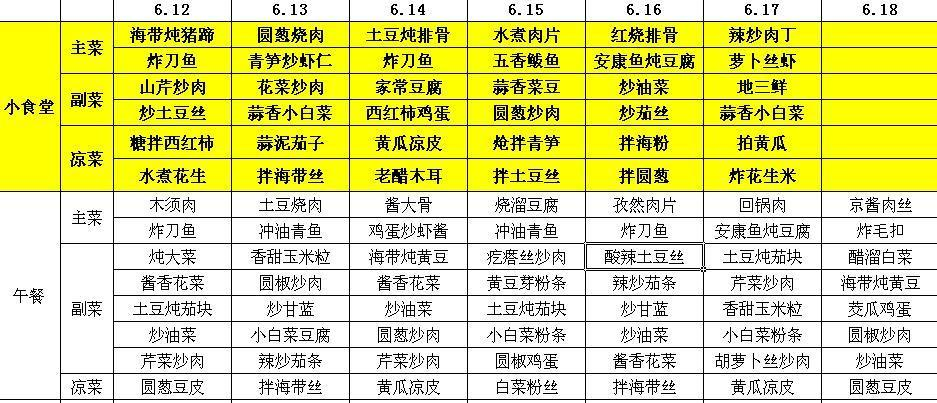 6.12 6.13 6.14 6.15 6.16 6.17 6.18
小食堂 主菜 海带炖猪蹄 圆葱烧肉 土豆炖排骨 水煮肉片 红烧排骨 辣炒肉丁
炸刀鱼 青笋炒虾仁 炸刀鱼 五香鲅鱼 安康鱼炖豆腐 萝卜丝虾
副菜 山芹炒肉 花菜炒肉 家常豆腐 蒜香菜豆 炒油菜 地三鲜
炒土豆丝 蒜香小白菜 西红柿鸡蛋 圆葱炒肉 炒茄丝 蒜香小白菜
凉菜 糖拌西红柿 蒜泥茄子 黄瓜凉皮 炝拌青笋 拌海粉 拍黄瓜
水煮花生 拌海带丝 老醋木耳 拌土豆丝 拌圆葱 炸花生米
午餐 主菜 木须肉 土豆烧肉 酱大骨 烧溜豆腐 孜然肉片 回锅肉 京酱肉丝
炸刀鱼 冲油青鱼 鸡蛋炒虾酱 冲油青鱼 炸刀鱼 安康鱼炖豆腐 炸毛扣
副菜 炖大菜 香甜玉米粒 海带炖黄豆 疙瘩丝炒肉 酸辣土豆丝 土豆炖茄块 醋溜白菜
酱香花菜 圆椒炒肉 酱香花菜 黄豆芽粉条 辣炒茄条 芹菜炒肉 海带炖黄豆
土豆炖茄块 炒甘蓝 炒油菜 土豆炖茄块 炒甘蓝 香甜玉米粒 茭瓜鸡蛋
炒油菜 小白菜豆腐 圆葱炒肉 小白菜粉条 炒油菜 小白菜粉条 圆椒炒肉
芹菜炒肉 辣炒茄条 芹菜炒肉 圆椒鸡蛋 酱香花菜 胡萝卜丝炒肉 炒油菜
凉菜 圆葱豆皮 拌海带丝 黄瓜凉皮 白菜粉丝 拌海带丝 黄瓜凉皮 圆葱豆皮